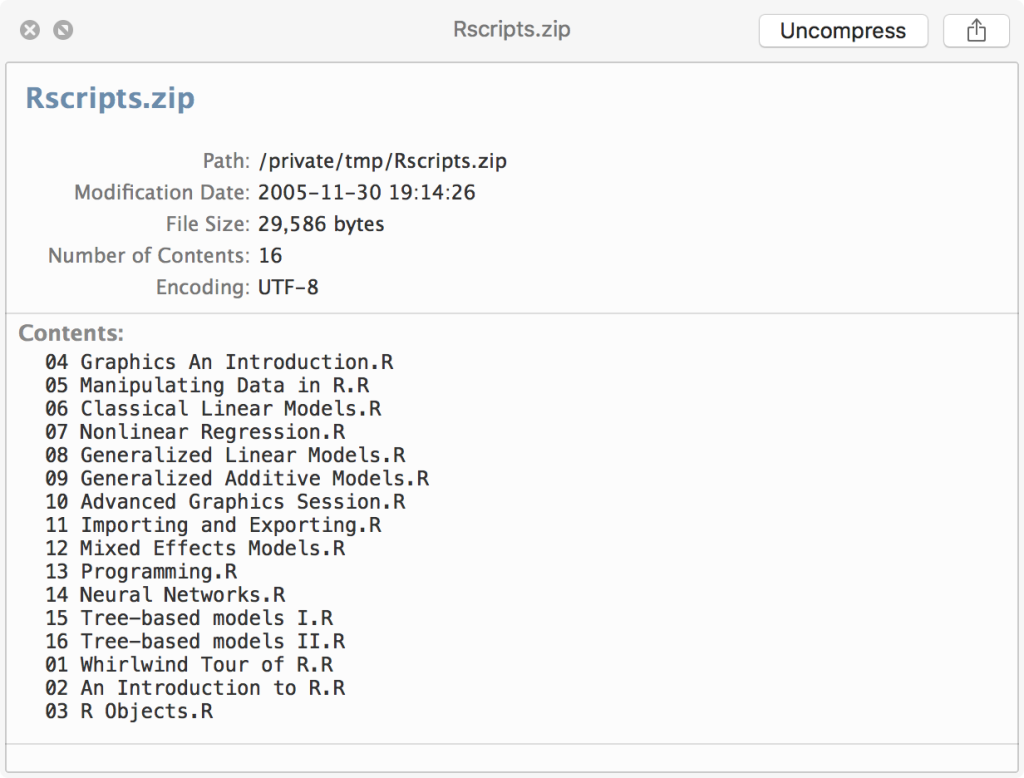 Rscripts.zip
Uncompress
Rscripts.zip
Path: /private/tmp/Rscripts.zip
Modification Date: 2005-11-30 19:14:26
File Size: 29,586 bytes
Number of Contents: 16
Encoding: UTF-8
Contents:
04 Graphics An Introduction.R
05 Manipulating Data in R.R
06 Classical Linear Models.R
07 Nonlinear Regression.R
08 Generalized Linear Models.R
09 Generalized Additive Models.R
10 Advanced Graphics Session.R
11 Importing and Exporting.R
12 Mixed Effects Models.R
13 Programming.R
14 Neural Networks.R
15 Tree-based models I.R
16 Tree-based models II.R
01 Whirlwind Tour of R.R
02 An Introduction to R.R
03 R Objects.R